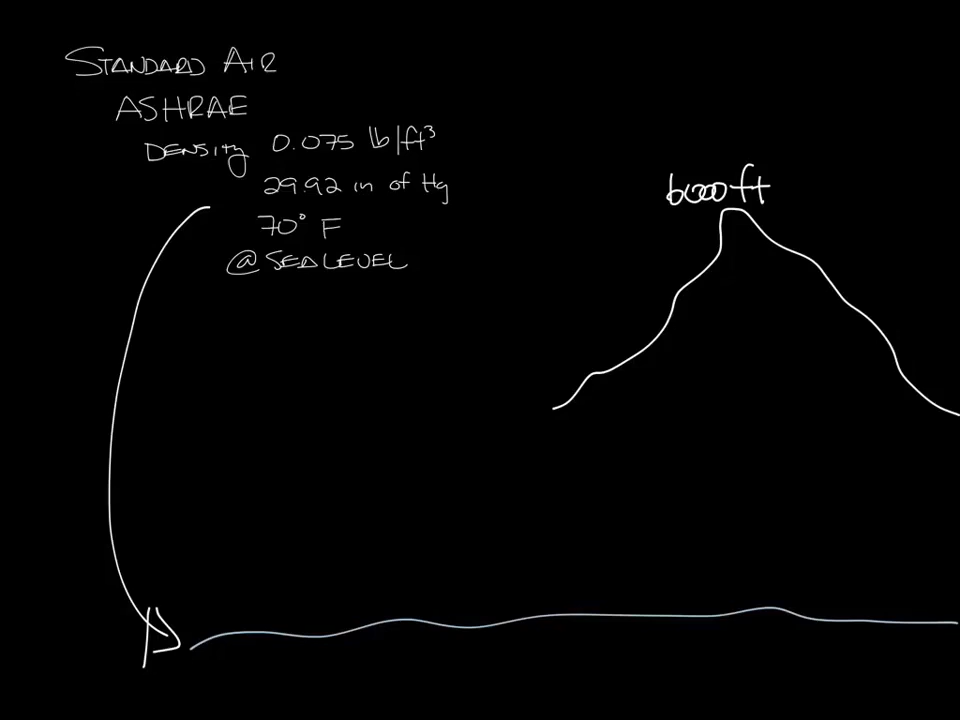 STANDARD AIR
ASHRAE
DENSITY 0.075 lb/ft³
29.92 in of Hg
70° F
@ SEA LEVEL
6000 ft